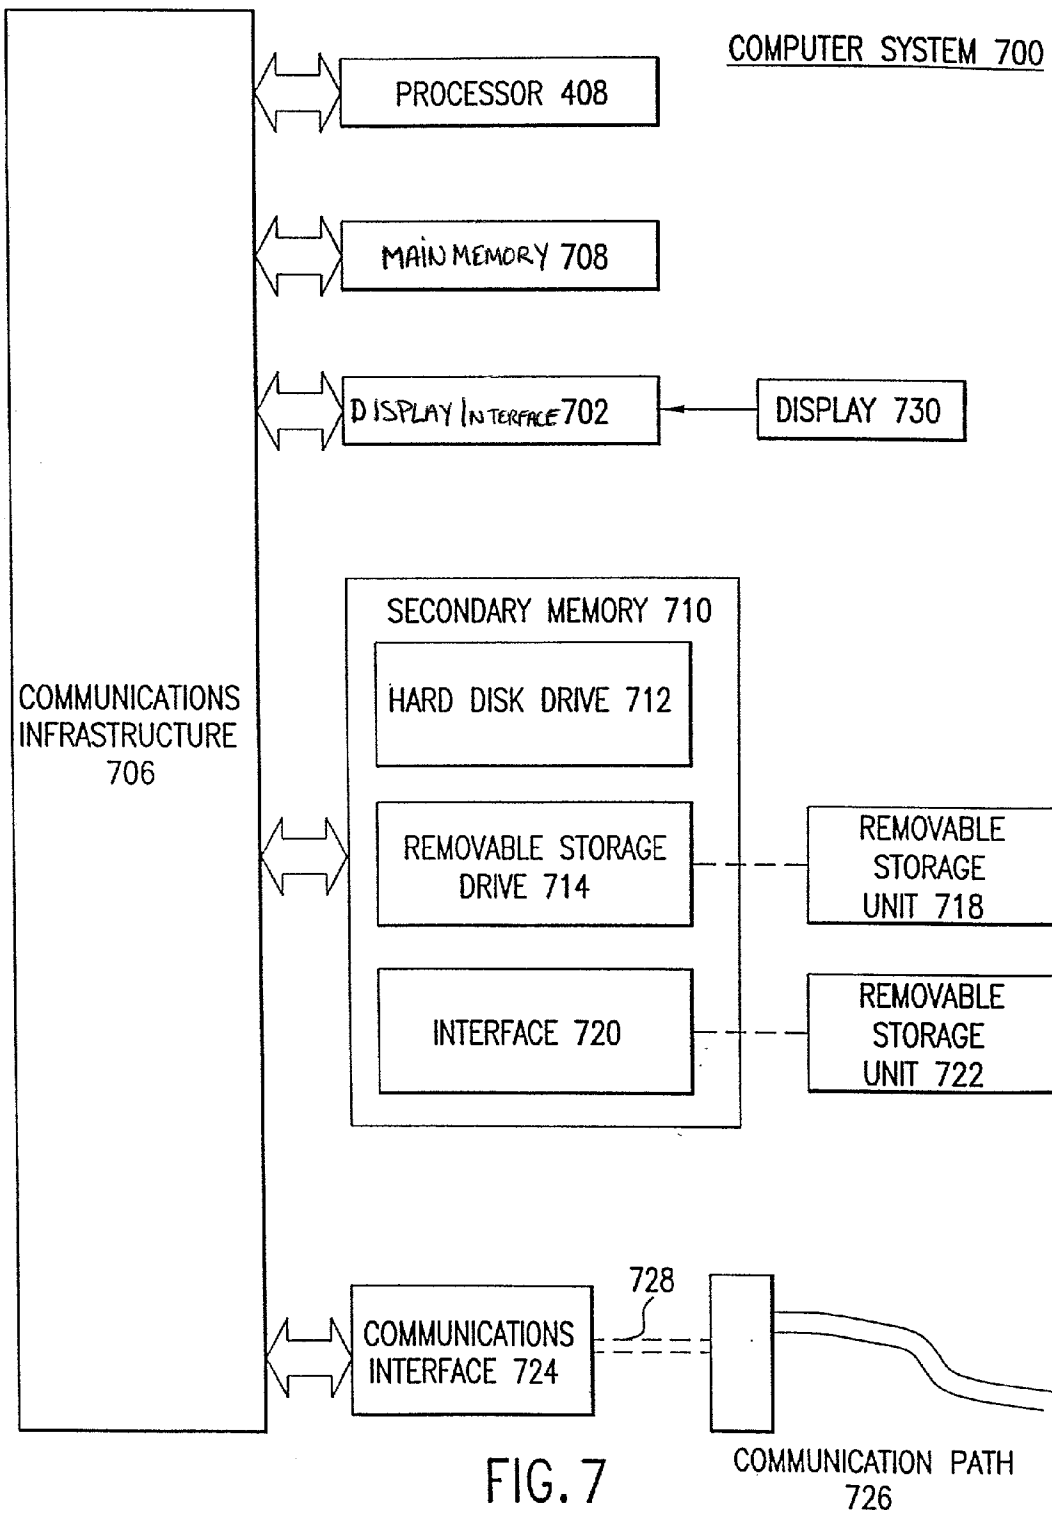 COMPUTER SYSTEM 700
PROCESSOR 408
MAIN MEMORY 708
DISPLAY INTERFACE 702
DISPLAY 730
SECONDARY MEMORY 710
HARD DISK DRIVE 712
COMMUNICATIONS
INFRASTRUCTURE
706
REMOVABLE STORAGE
DRIVE 714
REMOVABLE
STORAGE
UNIT 718
INTERFACE 720
REMOVABLE
STORAGE
UNIT 722
728
COMMUNICATIONS
INTERFACE 724
COMMUNICATION PATH
726
FIG. 7